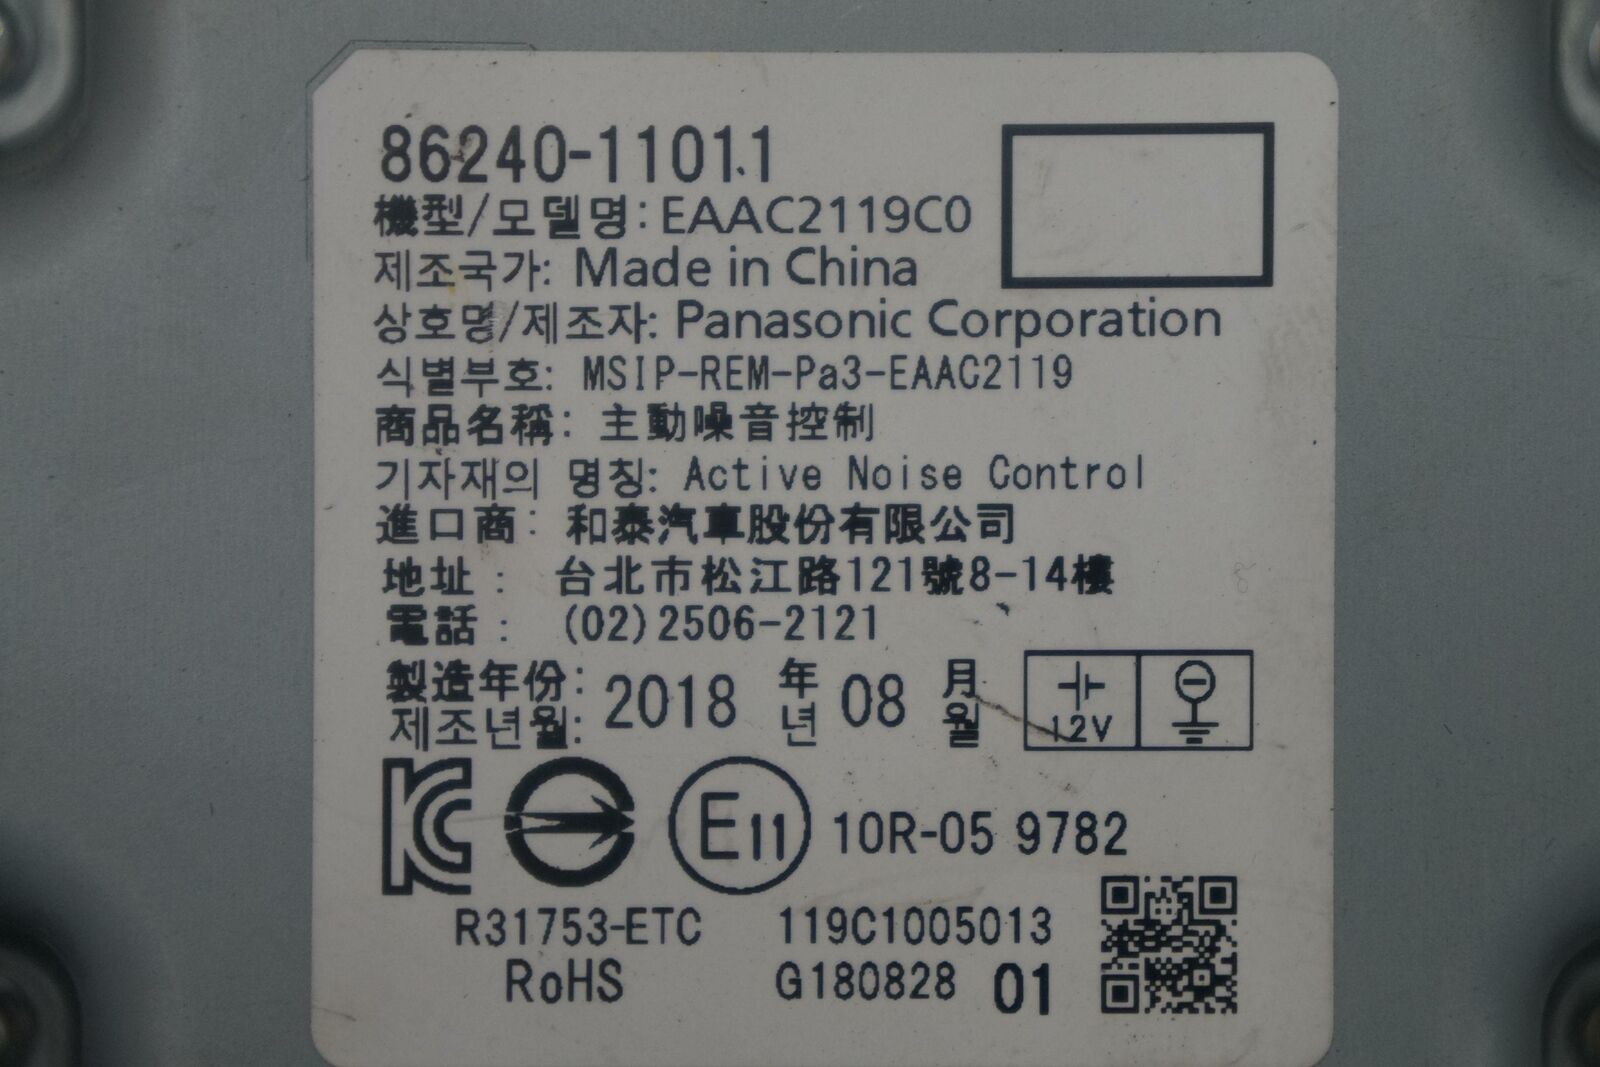 86240-11011
機型/모델명: EAAC2119C0
제조국가: Made in China
상호명/제조자: Panasonic Corporation
식별부호: MSIP-REM-Pa3-EAAC2119
商品名稱: 主動噪音控制
기자재의 명칭: Active Noise Control
進口商: 和泰汽車股份有限公司
地址: 台北市松江路121號8-14樓
電話: (02)2506-2121
製造年份: 2018 年 08 月
제조년월: 년 월
12V
E11 10R-05 9782
R31753-ETC 119C1005013
RoHS G180828 01